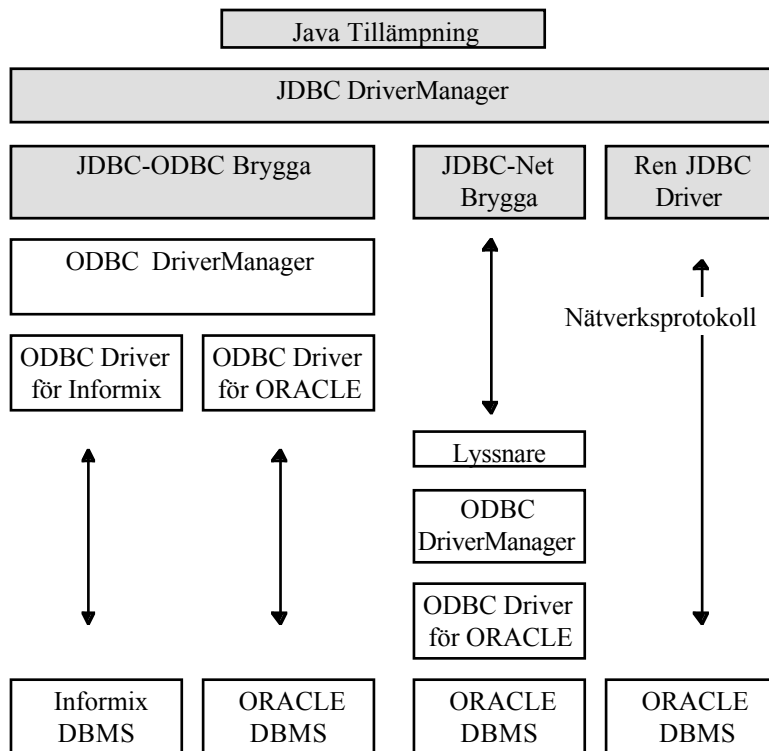 Java Tillämpning
JDBC DriverManager
JDBC-ODBC Brygga
JDBC-Net
Brygga
Ren JDBC
Driver
ODBC DriverManager
Nätverksprotokoll
ODBC Driver
för Informix
ODBC Driver
för ORACLE
Lyssnare
ODBC
DriverManager
ODBC Driver
för ORACLE
Informix
DBMS
ORACLE
DBMS
ORACLE
DBMS
ORACLE
DBMS